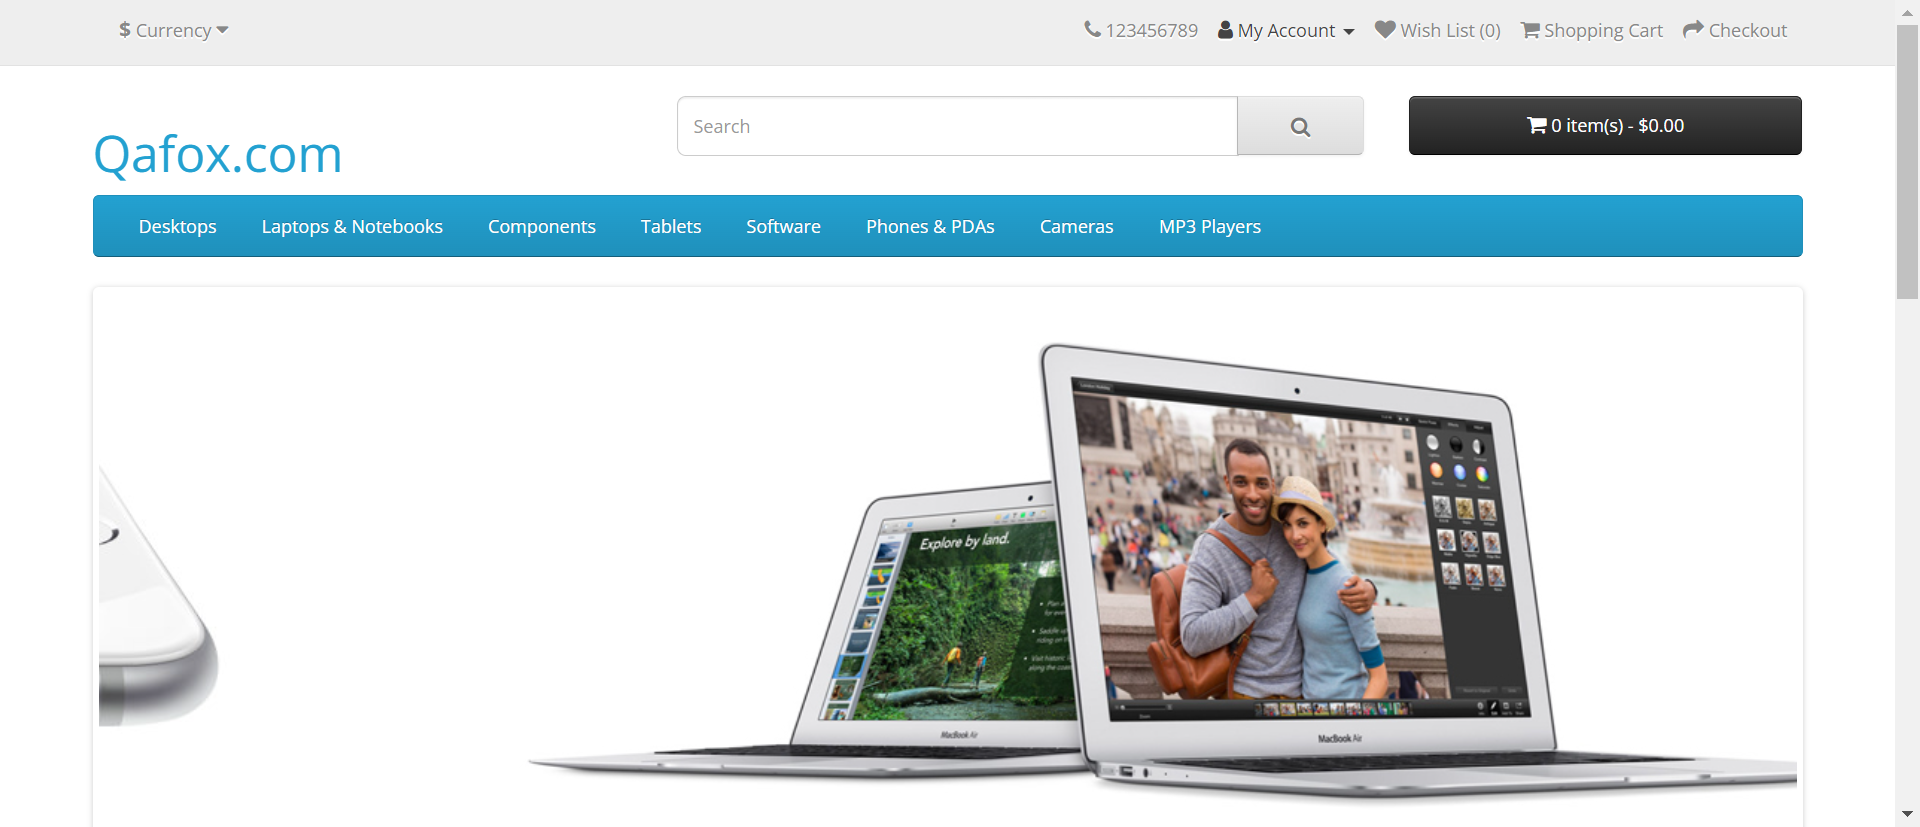 $ Currency
123456789
My Account
Wish List (0)
Shopping Cart
Checkout
Qafox.com
Search
0 item(s) - $0.00
Desktops
Laptops & Notebooks
Components
Tablets
Software
Phones & PDAs
Cameras
MP3 Players
Explore by land.
MacBook Air
MacBook Air